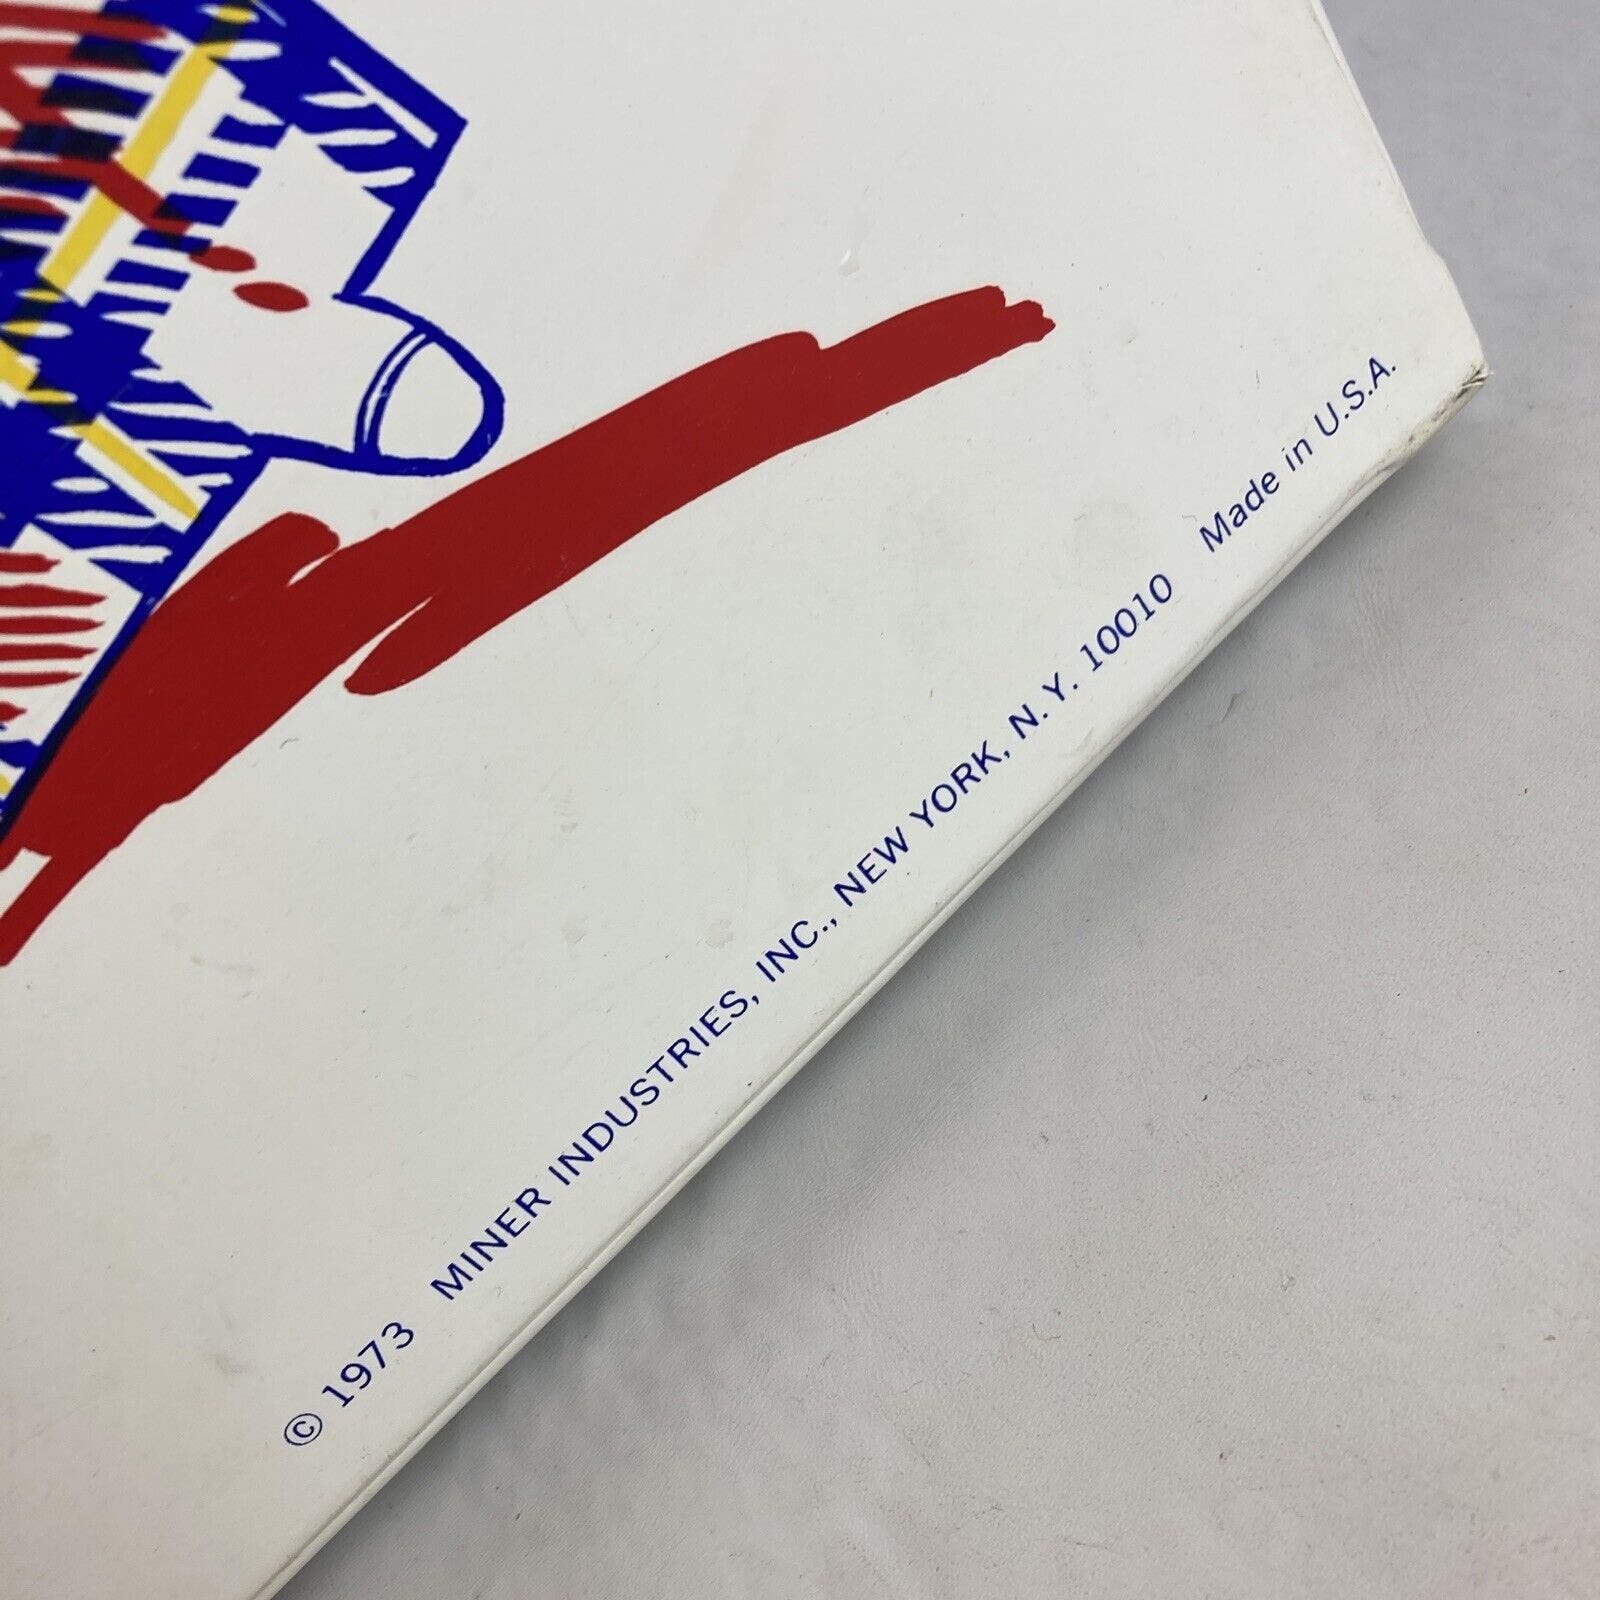 © 1973 MINER INDUSTRIES, INC., NEW YORK, N. Y. 10010 Made in U.S.A.